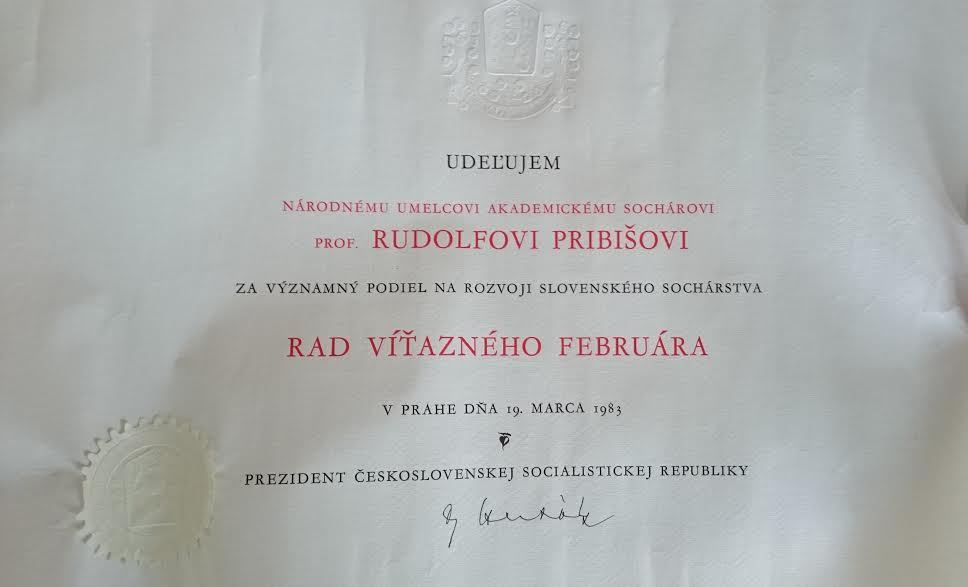 UDEĽUJEM
NÁRODNÉMU UMELCOVI AKADEMICKÉMU SOCHÁROVI
PROF. RUDOLFOVI PRIBIŠOVI
ZA VÝZNAMNÝ PODIEL NA ROZVOJI SLOVENSKÉHO SOCHÁRSTVA
RAD VÍŤAZNÉHO FEBRUÁRA
V PRAHE DŇA 19. MARCA 1983
PREZIDENT ČESKOSLOVENSKEJ SOCIALISTICKEJ REPUBLIKY